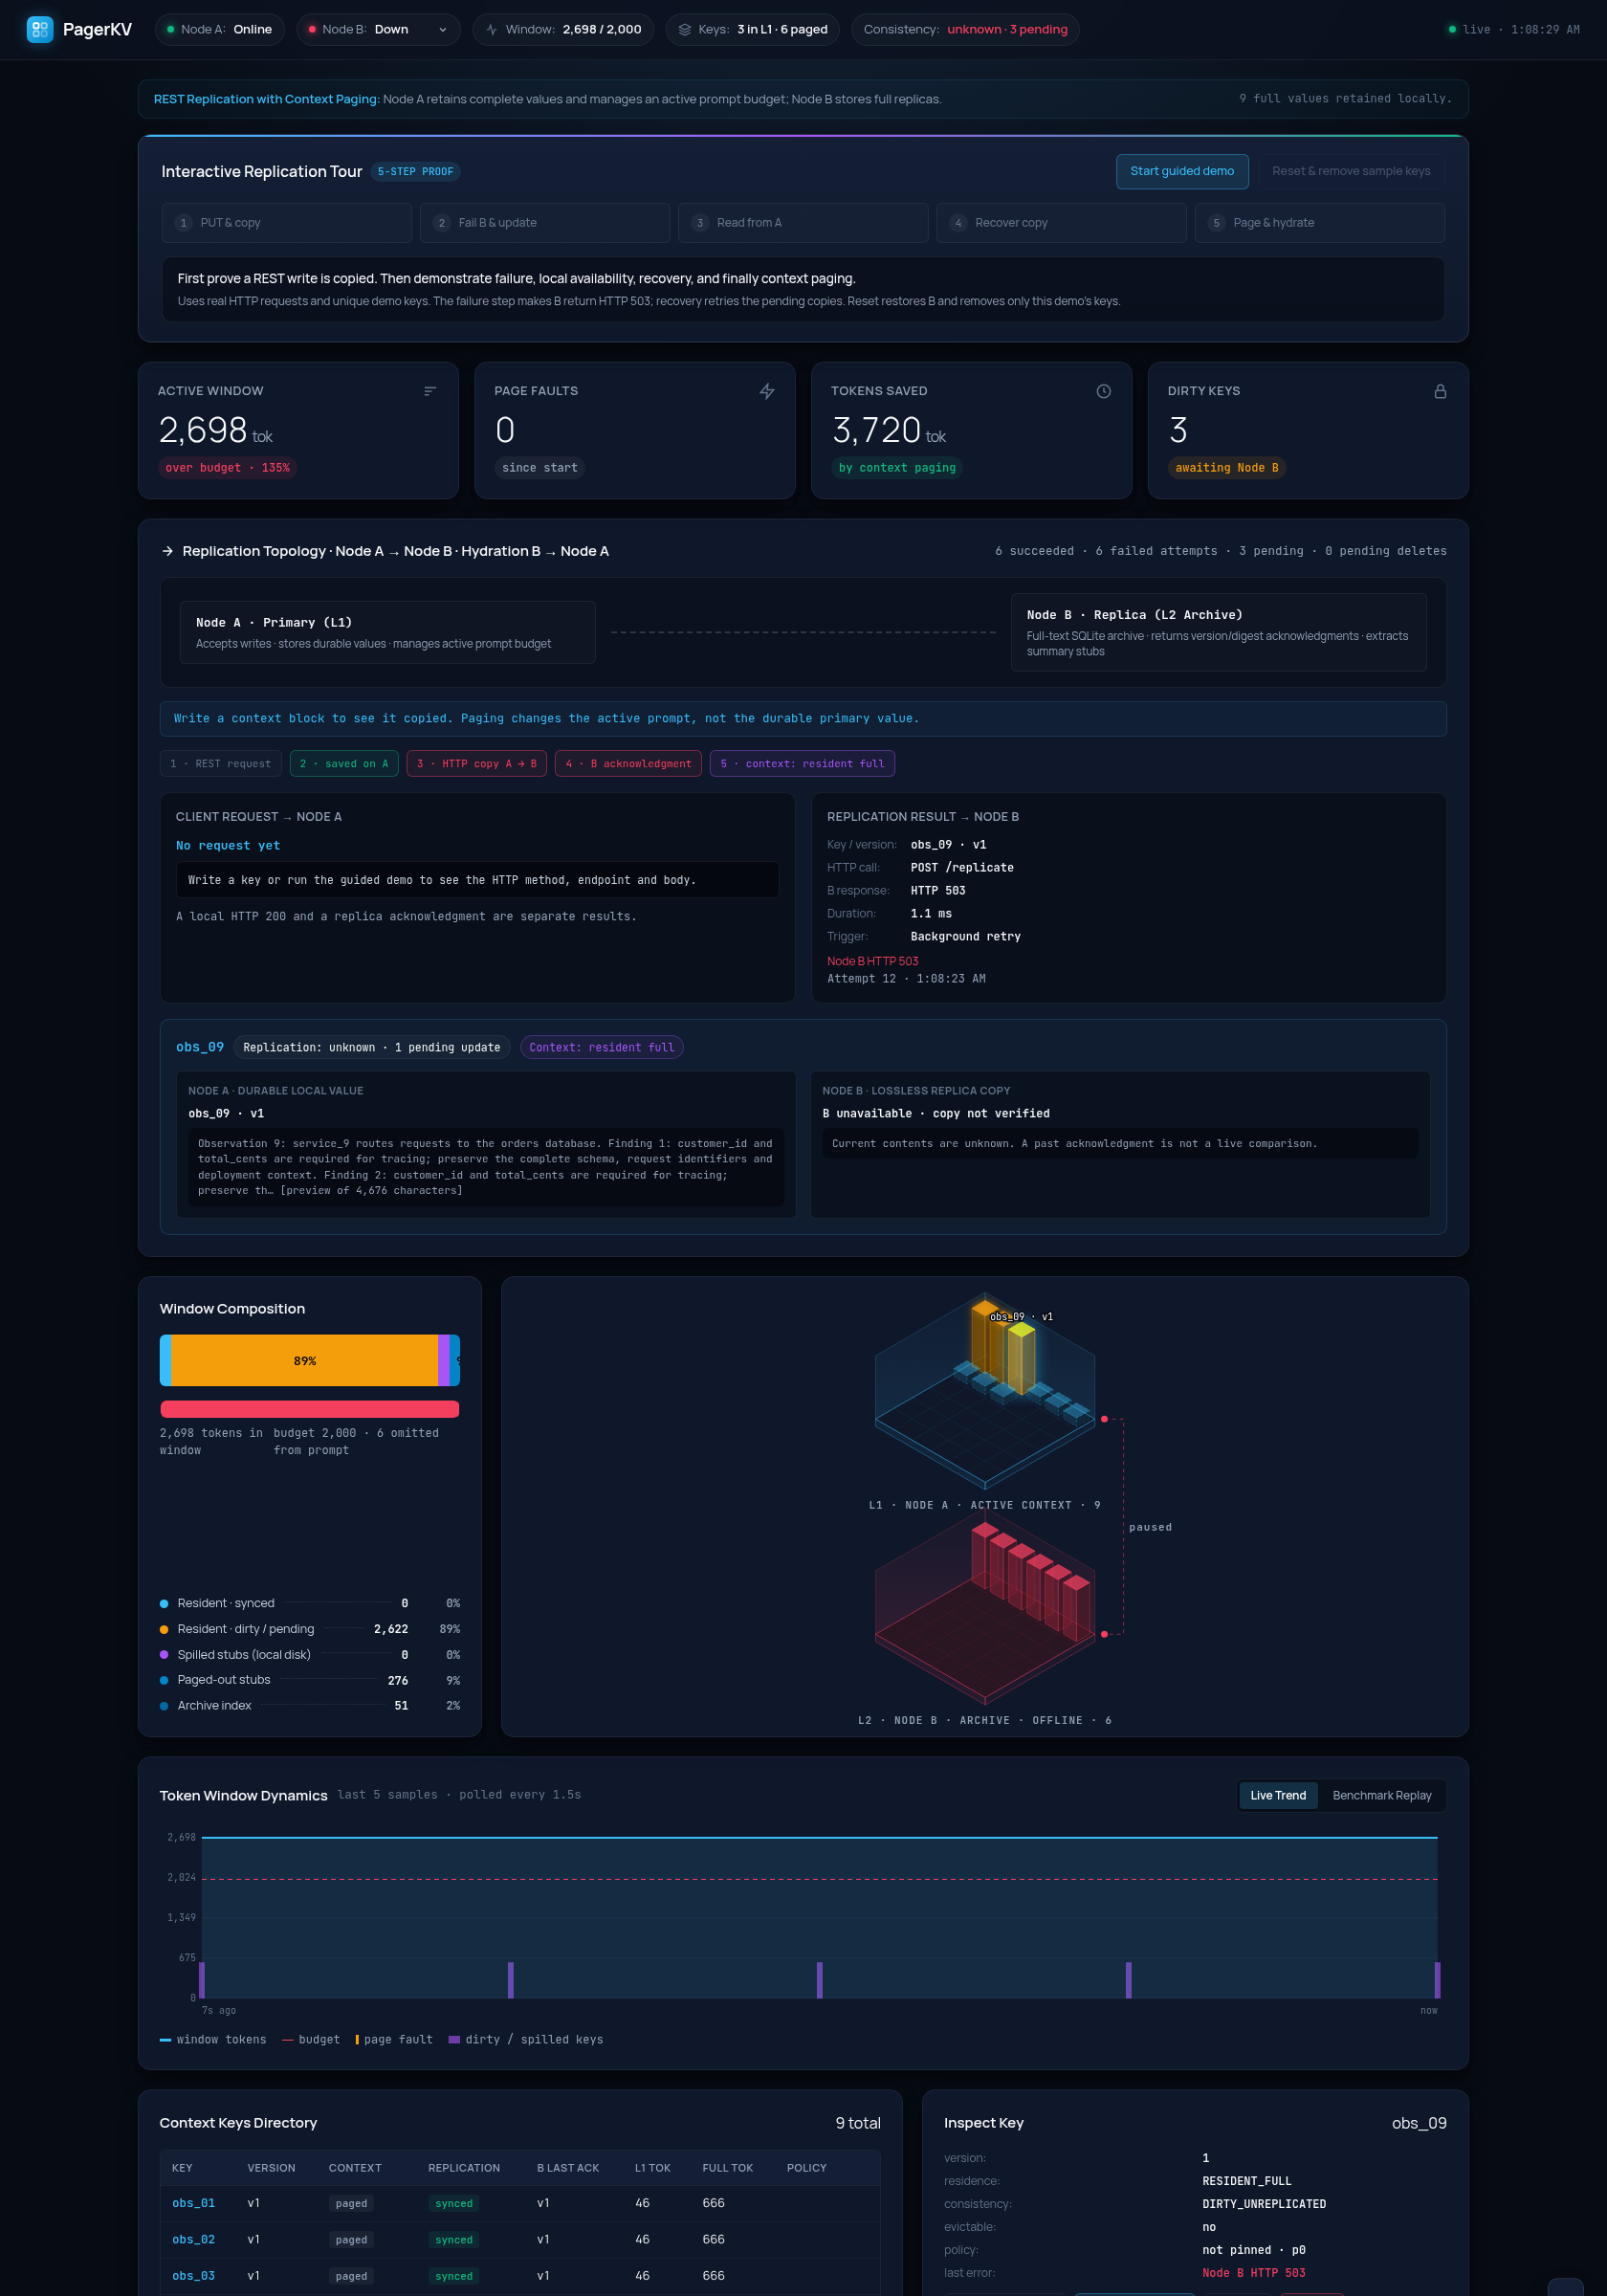 PagerKV
Node A: Online
Node B: Down
Window: 2,698 / 2,000
Keys: 3 in L1 · 6 paged
Consistency: unknown · 3 pending
live · 1:08:29 AM
REST Replication with Context Paging: Node A retains complete values and manages an active prompt budget; Node B stores full replicas.
9 full values retained locally.
Interactive Replication Tour
5-STEP PROOF
Start guided demo
Reset & remove sample keys
1 PUT & copy
2 Fail B & update
3 Read from A
4 Recover copy
5 Page & hydrate
First prove a REST write is copied. Then demonstrate failure, local availability, recovery, and finally context paging.
Uses real HTTP requests and unique demo keys. The failure step makes B return HTTP 503; recovery retries the pending copies. Reset restores B and removes only this demo's keys.
ACTIVE WINDOW
2,698 tok
over budget · 135%
PAGE FAULTS
0
since start
TOKENS SAVED
3,720 tok
by context paging
DIRTY KEYS
3
awaiting Node B
Replication Topology · Node A → Node B · Hydration B → Node A
6 succeeded · 6 failed attempts · 3 pending · 0 pending deletes
Node A · Primary (L1)
Accepts writes · stores durable values · manages active prompt budget
Node B · Replica (L2 Archive)
Full-text SQLite archive · returns version/digest acknowledgments · extracts
summary stubs
Write a context block to see it copied. Paging changes the active prompt, not the durable primary value.
1 · REST request
2 · saved on A
3 · HTTP copy A → B
4 · B acknowledgment
5 · context: resident full
CLIENT REQUEST → NODE A
No request yet
Write a key or run the guided demo to see the HTTP method, endpoint and body.
A local HTTP 200 and a replica acknowledgment are separate results.
REPLICATION RESULT → NODE B
Key / version: obs_09 · v1
HTTP call: POST /replicate
B response: HTTP 503
Duration: 1.1 ms
Trigger: Background retry
Node B HTTP 503
Attempt 12 · 1:08:23 AM
obs_09
Replication: unknown · 1 pending update
Context: resident full
NODE A · DURABLE LOCAL VALUE
obs_09 · v1
Observation 9: service_9 routes requests to the orders database. Finding 1: customer_id and
total_cents are required for tracing; preserve the complete schema, request identifiers and
deployment context. Finding 2: customer_id and total_cents are required for tracing;
preserve th… [preview of 4,676 characters]
NODE B · LOSSLESS REPLICA COPY
B unavailable · copy not verified
Current contents are unknown. A past acknowledgment is not a live comparison.
Window Composition
89%
2,698 tokens in
window
budget 2,000 · 6 omitted
from prompt
Resident · synced 0 0%
Resident · dirty / pending 2,622 89%
Spilled stubs (local disk) 0 0%
Paged-out stubs 276 9%
Archive index 51 2%
obs_09 · v1
L1 · NODE A · ACTIVE CONTEXT · 9
paused
L2 · NODE B · ARCHIVE · OFFLINE · 6
Token Window Dynamics
last 5 samples · polled every 1.5s
Live Trend
Benchmark Replay
2,698
2,024
1,349
675
0
7s ago
now
window tokens
budget
page fault
dirty / spilled keys
Context Keys Directory
9 total
KEY VERSION CONTEXT REPLICATION B LAST ACK L1 TOK FULL TOK POLICY
obs_01 v1 paged synced v1 46 666
obs_02 v1 paged synced v1 46 666
obs_03 v1 paged synced v1 46 666
Inspect Key
obs_09
version: 1
residence: RESIDENT_FULL
consistency: DIRTY_UNREPLICATED
evictable: no
policy: not pinned · p0
last error: Node B HTTP 503